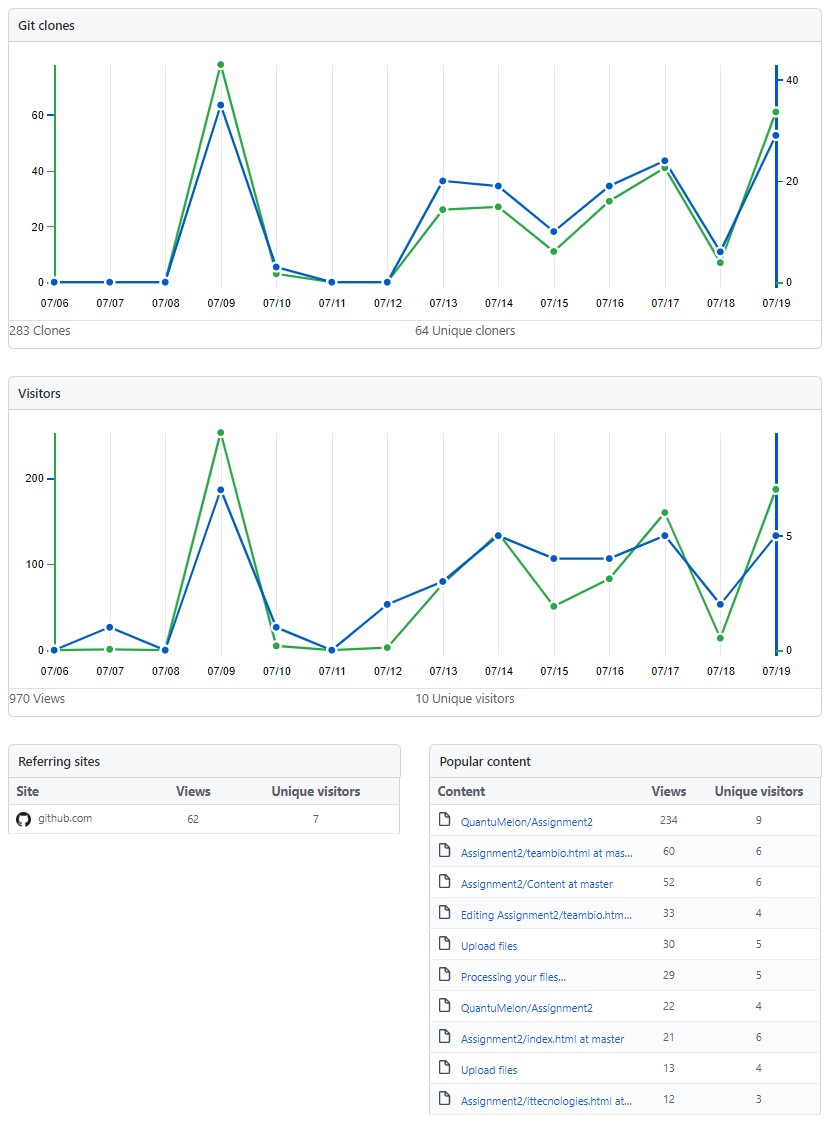 Git clones
60
40
20
0
40
20
0
07/06 07/07 07/08 07/09 07/10 07/11 07/12 07/13 07/14 07/15 07/16 07/17 07/18 07/19
283 Clones 64 Unique cloners
Visitors
200
100
0
5
0
07/06 07/07 07/08 07/09 07/10 07/11 07/12 07/13 07/14 07/15 07/16 07/17 07/18 07/19
970 Views 10 Unique visitors
Referring sites
Site Views Unique visitors
github.com 62 7
Popular content
Content Views Unique visitors
QuantuMelon/Assignment2 234 9
Assignment2/teambio.html at mas... 60 6
Assignment2/Content at master 52 6
Editing Assignment2/teambio.htm... 33 4
Upload files 30 5
Processing your files... 29 5
QuantuMelon/Assignment2 22 4
Assignment2/index.html at master 21 6
Upload files 13 4
Assignment2/ittecnologies.html at... 12 3